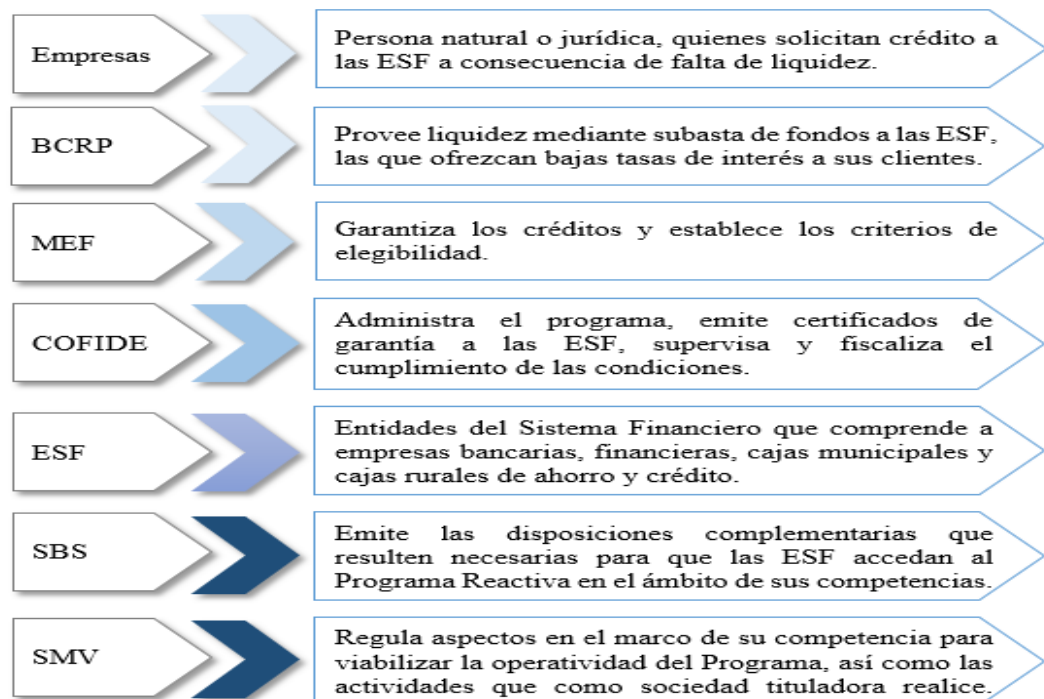 Empresas
Persona natural o jurídica, quienes solicitan crédito a
las ESF a consecuencia de falta de liquidez.
BCRP
Provee liquidez mediante subasta de fondos a las ESF,
las que ofrezcan bajas tasas de interés a sus clientes.
MEF
Garantiza los créditos y establece los criterios de
elegibilidad.
COFIDE
Administra el programa, emite certificados de
garantía a las ESF, supervisa y fiscaliza el
cumplimiento de las condiciones.
ESF
Entidades del Sistema Financiero que comprende a
empresas bancarias, financieras, cajas municipales y
cajas rurales de ahorro y crédito.
SBS
Emite las disposiciones complementarias que
resulten necesarias para que las ESF accedan al
Programa Reactiva en el ámbito de sus competencias.
SMV
Regula aspectos en el marco de su competencia para
viabilizar la operatividad del Programa, así como las
actividades que como sociedad tituladora realice.